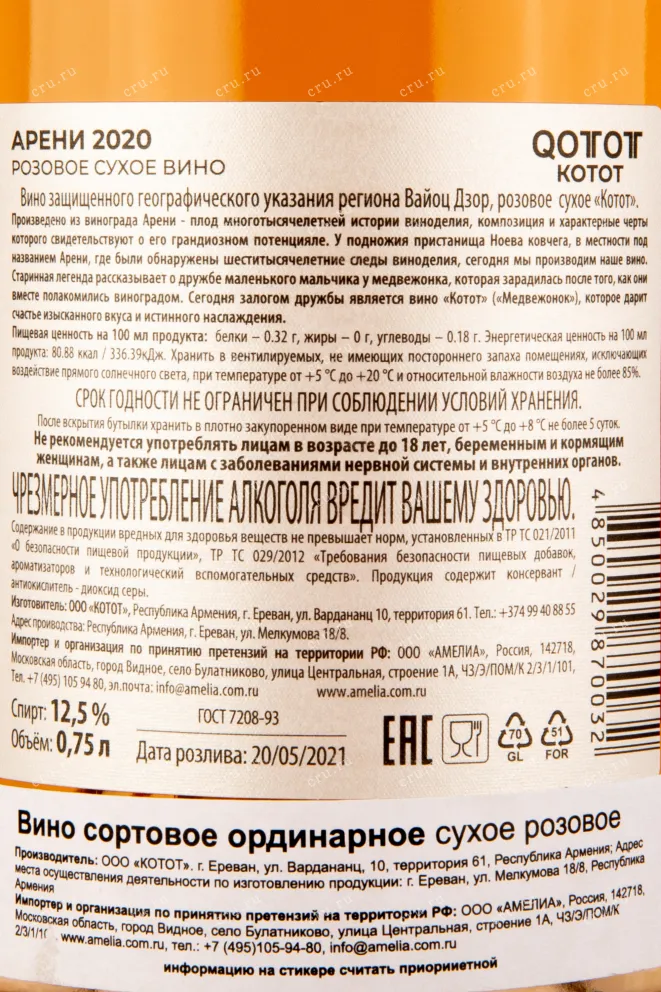 АРЕНИ 2020
РОЗОВОЕ СУХОЕ ВИНО
QOTTOT
КОТОТ
Вино защищенного географического указания региона Вайоц Дзор, розовое сухое «Котот».
Произведено из винограда Арени - плод многотысячелетней истории виноделия, композиция и характерные черты
которого свидетельствуют о его грандиозном потенцияле. У подножия пристанища Ноева ковчега, в местности под
названием Арени, где были обнаружены шеститысячелетние следы виноделия, сегодня мы производим наше вино.
Старинная легенда рассказывает о дружбе маленького мальчика у медвежонка, которая зарадилась после того, как они
вместе полакомились виноградом. Сегодня залогом дружбы является вино «Котот» («Медвежонок»), которое дарит
счастье изысканного вкуса и истинного наслаждения.
Пищевая ценность на 100 мл продукта: белки – 0.32 г, жиры – 0 г, углеводы – 0.18 г. Энергетическая ценность на 100 мл
продукта: 80.88 ккал / 336.39кДж. Хранить в вентилируемых, не имеющих постороннего запаха помещениях, исключающих
воздействие прямого солнечного света, при температуре от +5 °С до +20 °С и относительной влажности воздуха не более 85%.
СРОК ГОДНОСТИ НЕ ОГРАНИЧЕН ПРИ СОБЛЮДЕНИИ УСЛОВИЙ ХРАНЕНИЯ.
После вскрытия бутылки хранить в плотно закупоренном виде при температуре от +5 °С до +8 °С не более 5 суток.
Не рекомендуется употреблять лицам в возрасте до 18 лет, беременным и кормящим
женщинам, а также лицам с заболеваниями нервной системы и внутренних органов.
ЧРЕЗМЕРНОЕ УПОТРЕБЛЕНИЕ АЛКОГОЛЯ ВРЕДИТ ВАШЕМУ ЗДОРОВЬЮ.
Содержание в продукции вредных для здоровья веществ не превышает норм, установленных в ТР ТС 021/2011
«О безопасности пищевой продукции», ТР ТС 029/2012 «Требования безопасности пищевых добавок,
ароматизаторов и технологический вспомогательных средств». Продукция содержит консервант /
антиокислитель - диоксид серы.
Изготовитель: ООО «КОТОТ», Республика Армения, г. Ереван, ул. Вардананц 10, территория 61. Тел.: +374 99 40 88 55
Адрес производства: Республика Армения, г. Ереван, ул. Мелкумова 18/8.
Импортер и организация по принятию претензий на территории РФ: ООО «АМЕЛИА», Россия, 142718,
Московская область, город Видное, село Булатниково, улица Центральная, строение 1А, ЧЗ/Э/ПОМ/К 2/3/1/101,
Тел. +7 (495) 105 94 80, эл.почта: info@amelia.com.ru www.amelia.com.ru
Спирт: 12,5 %
Объём: 0,75 л
ГОСТ 7208-93
Дата розлива: 20/05/2021
EAC
70
GL
51
FOR
4 850029 870032
Вино сортовое ординарное сухое розовое
Производитель: ООО «КОТОТ». г. Ереван, ул. Вардананц, 10, территория 61, Республика Армения; Адрес
места осуществления деятельности по изготовлению продукции: г. Ереван, ул. Мелкумова 18/8, Республика
Армения
Импортер и организация по принятию претензий на территории РФ: ООО «АМЕЛИА», Россия, 142718,
Московская область, город Видное, село Булатниково, улица Центральная, строение 1А, ЧЗ/Э/ПОМ/К
2/3/1/1 www.amelia.com.ru, тел.: +7 (495)105-94-80, info@amelia.com.ru
информацию на стикере считать приориметной
cru.ru